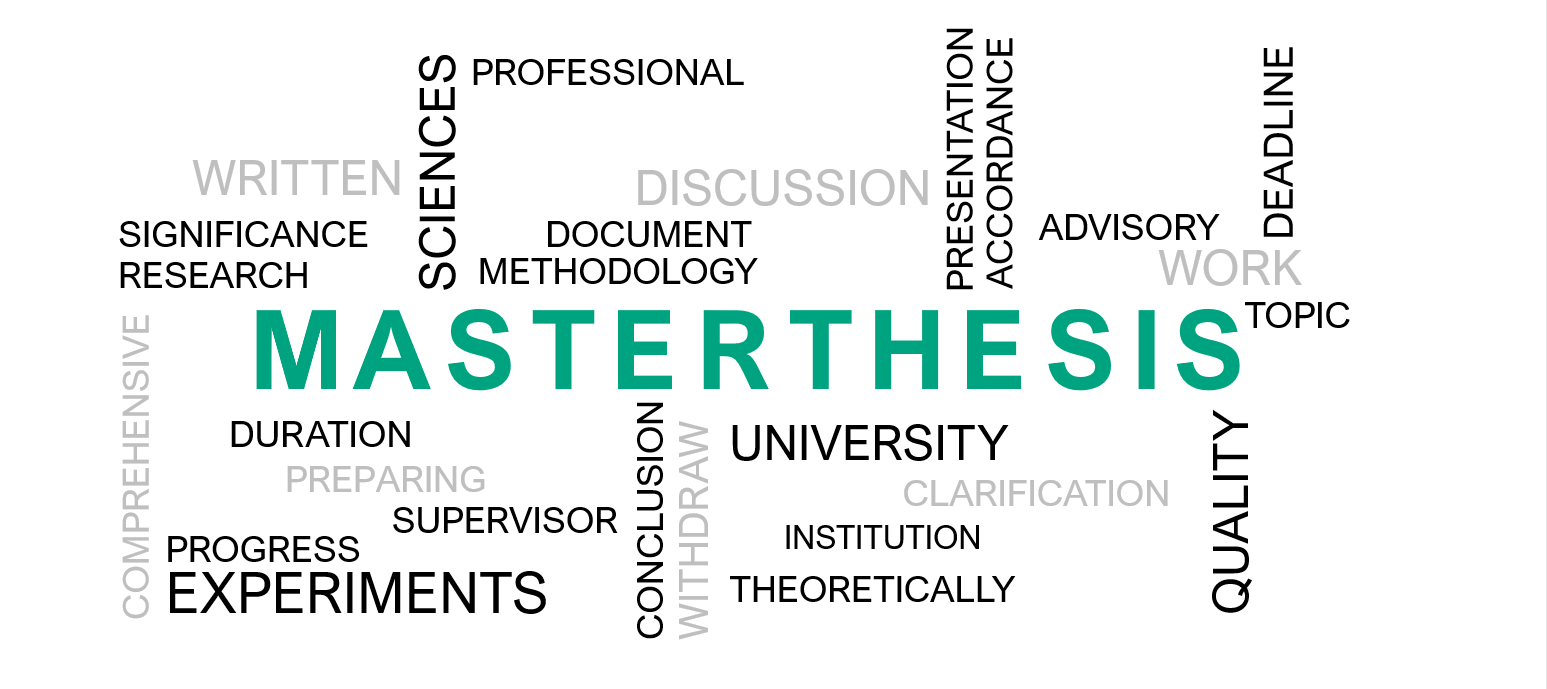 SCIENCES
PROFESSIONAL
PRESENTATION
ACCORDANCE
DEADLINE
WRITTEN
DISCUSSION
SIGNIFICANCE
DOCUMENT
ADVISORY
RESEARCH
METHODOLOGY
WORK
MASTERTHESIS
TOPIC
COMPREHENSIVE
DURATION
CONCLUSION
WITHDRAW
UNIVERSITY
QUALITY
PREPARING
CLARIFICATION
SUPERVISOR
INSTITUTION
PROGRESS
EXPERIMENTS
THEORETICALLY